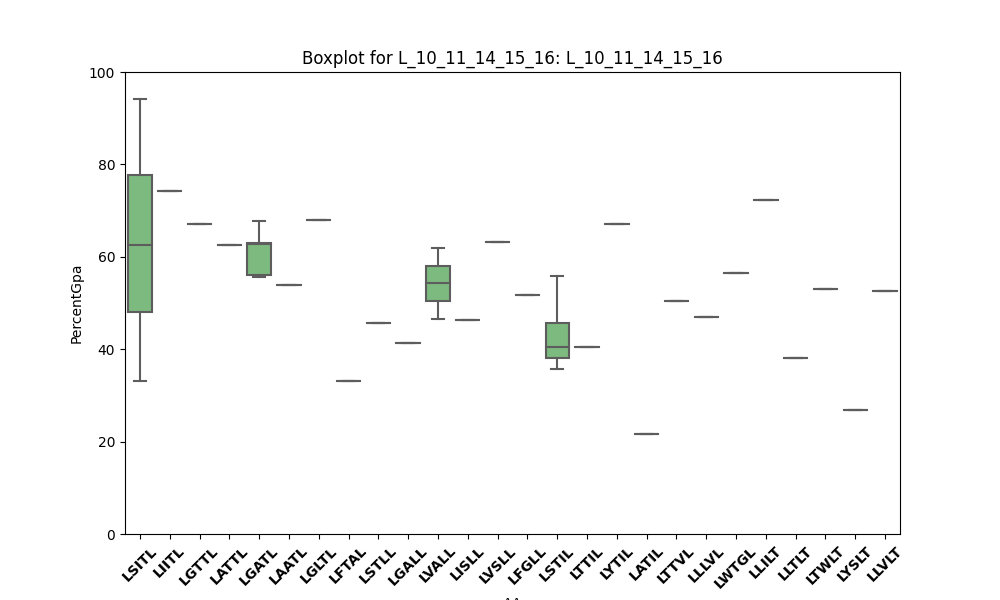 Boxplot for L_10_11_14_15_16: L_10_11_14_15_16
PercentGpa
100
80
60
40
20
0
LSITL LIITL LGTTL LATTL LGATL LAATL LGLTL LFTAL LSTLL LGALL LVALL LISLL LVSLL LFGLL LSTIL LTTIL LYTIL LATIL LTTVL LLLVL LWTGL LLILT LLTLT LTWLT LYSLT LLVLT